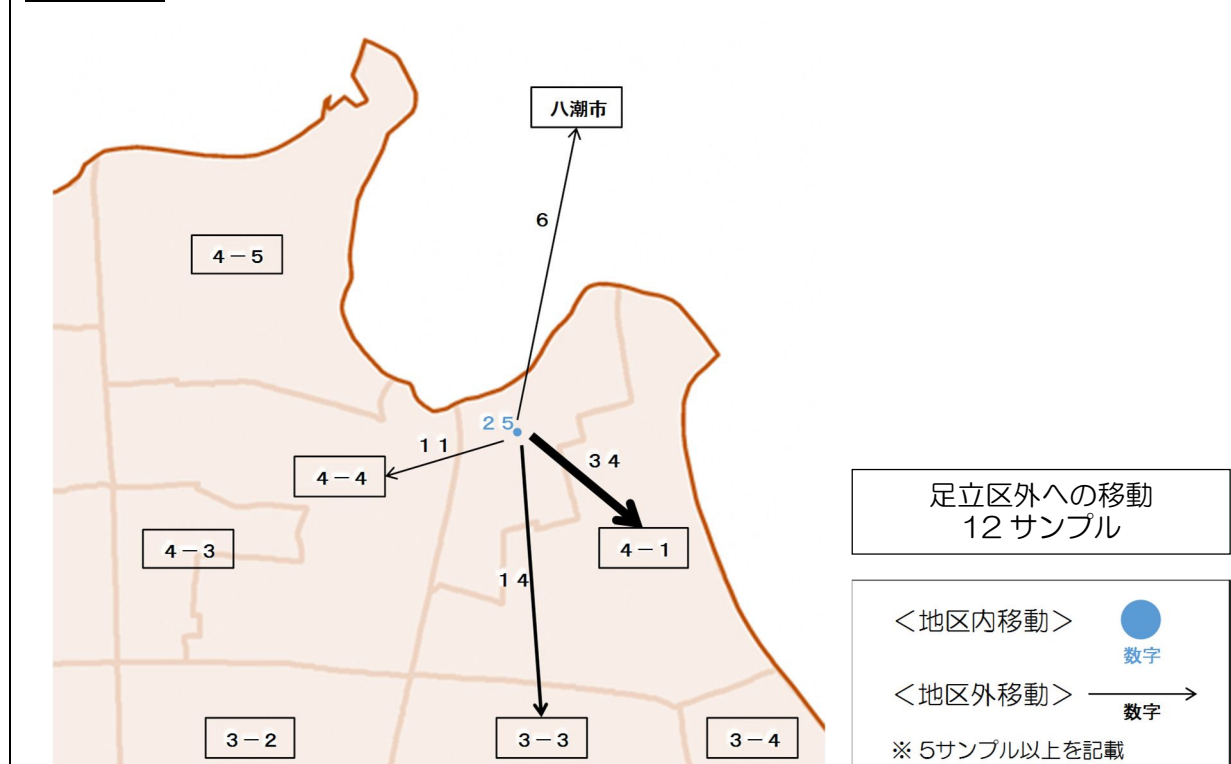 八潮市
6
4－5
25
11
34
4－4
4－3
4－1
14
3－2
3－3
3－4
足立区外への移動
12 サンプル
＜地区内移動＞
数字
＜地区外移動＞
数字
※ 5サンプル以上を記載